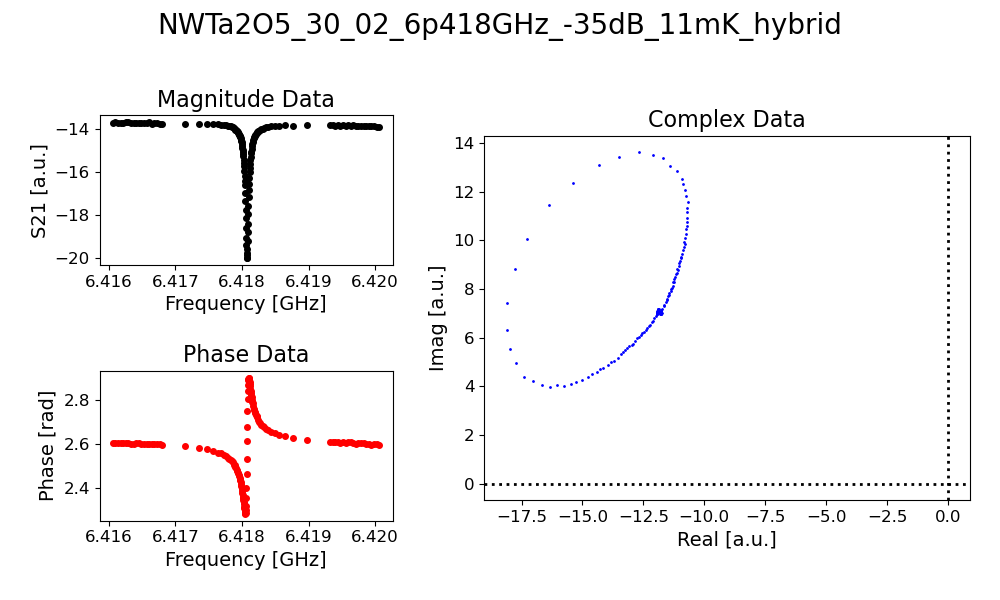 NWTa2O5_30_02_6p418GHz_-35dB_11mK_hybrid
Magnitude Data
S21 [a.u.]
−14
−16
−18
−20
6.416 6.417 6.418 6.419 6.420
Frequency [GHz]
Phase Data
Phase [rad]
2.8
2.6
2.4
6.416 6.417 6.418 6.419 6.420
Frequency [GHz]
Complex Data
Imag [a.u.]
14
12
10
8
6
4
2
0
−17.5 −15.0 −12.5 −10.0 −7.5 −5.0 −2.5 0.0
Real [a.u.]